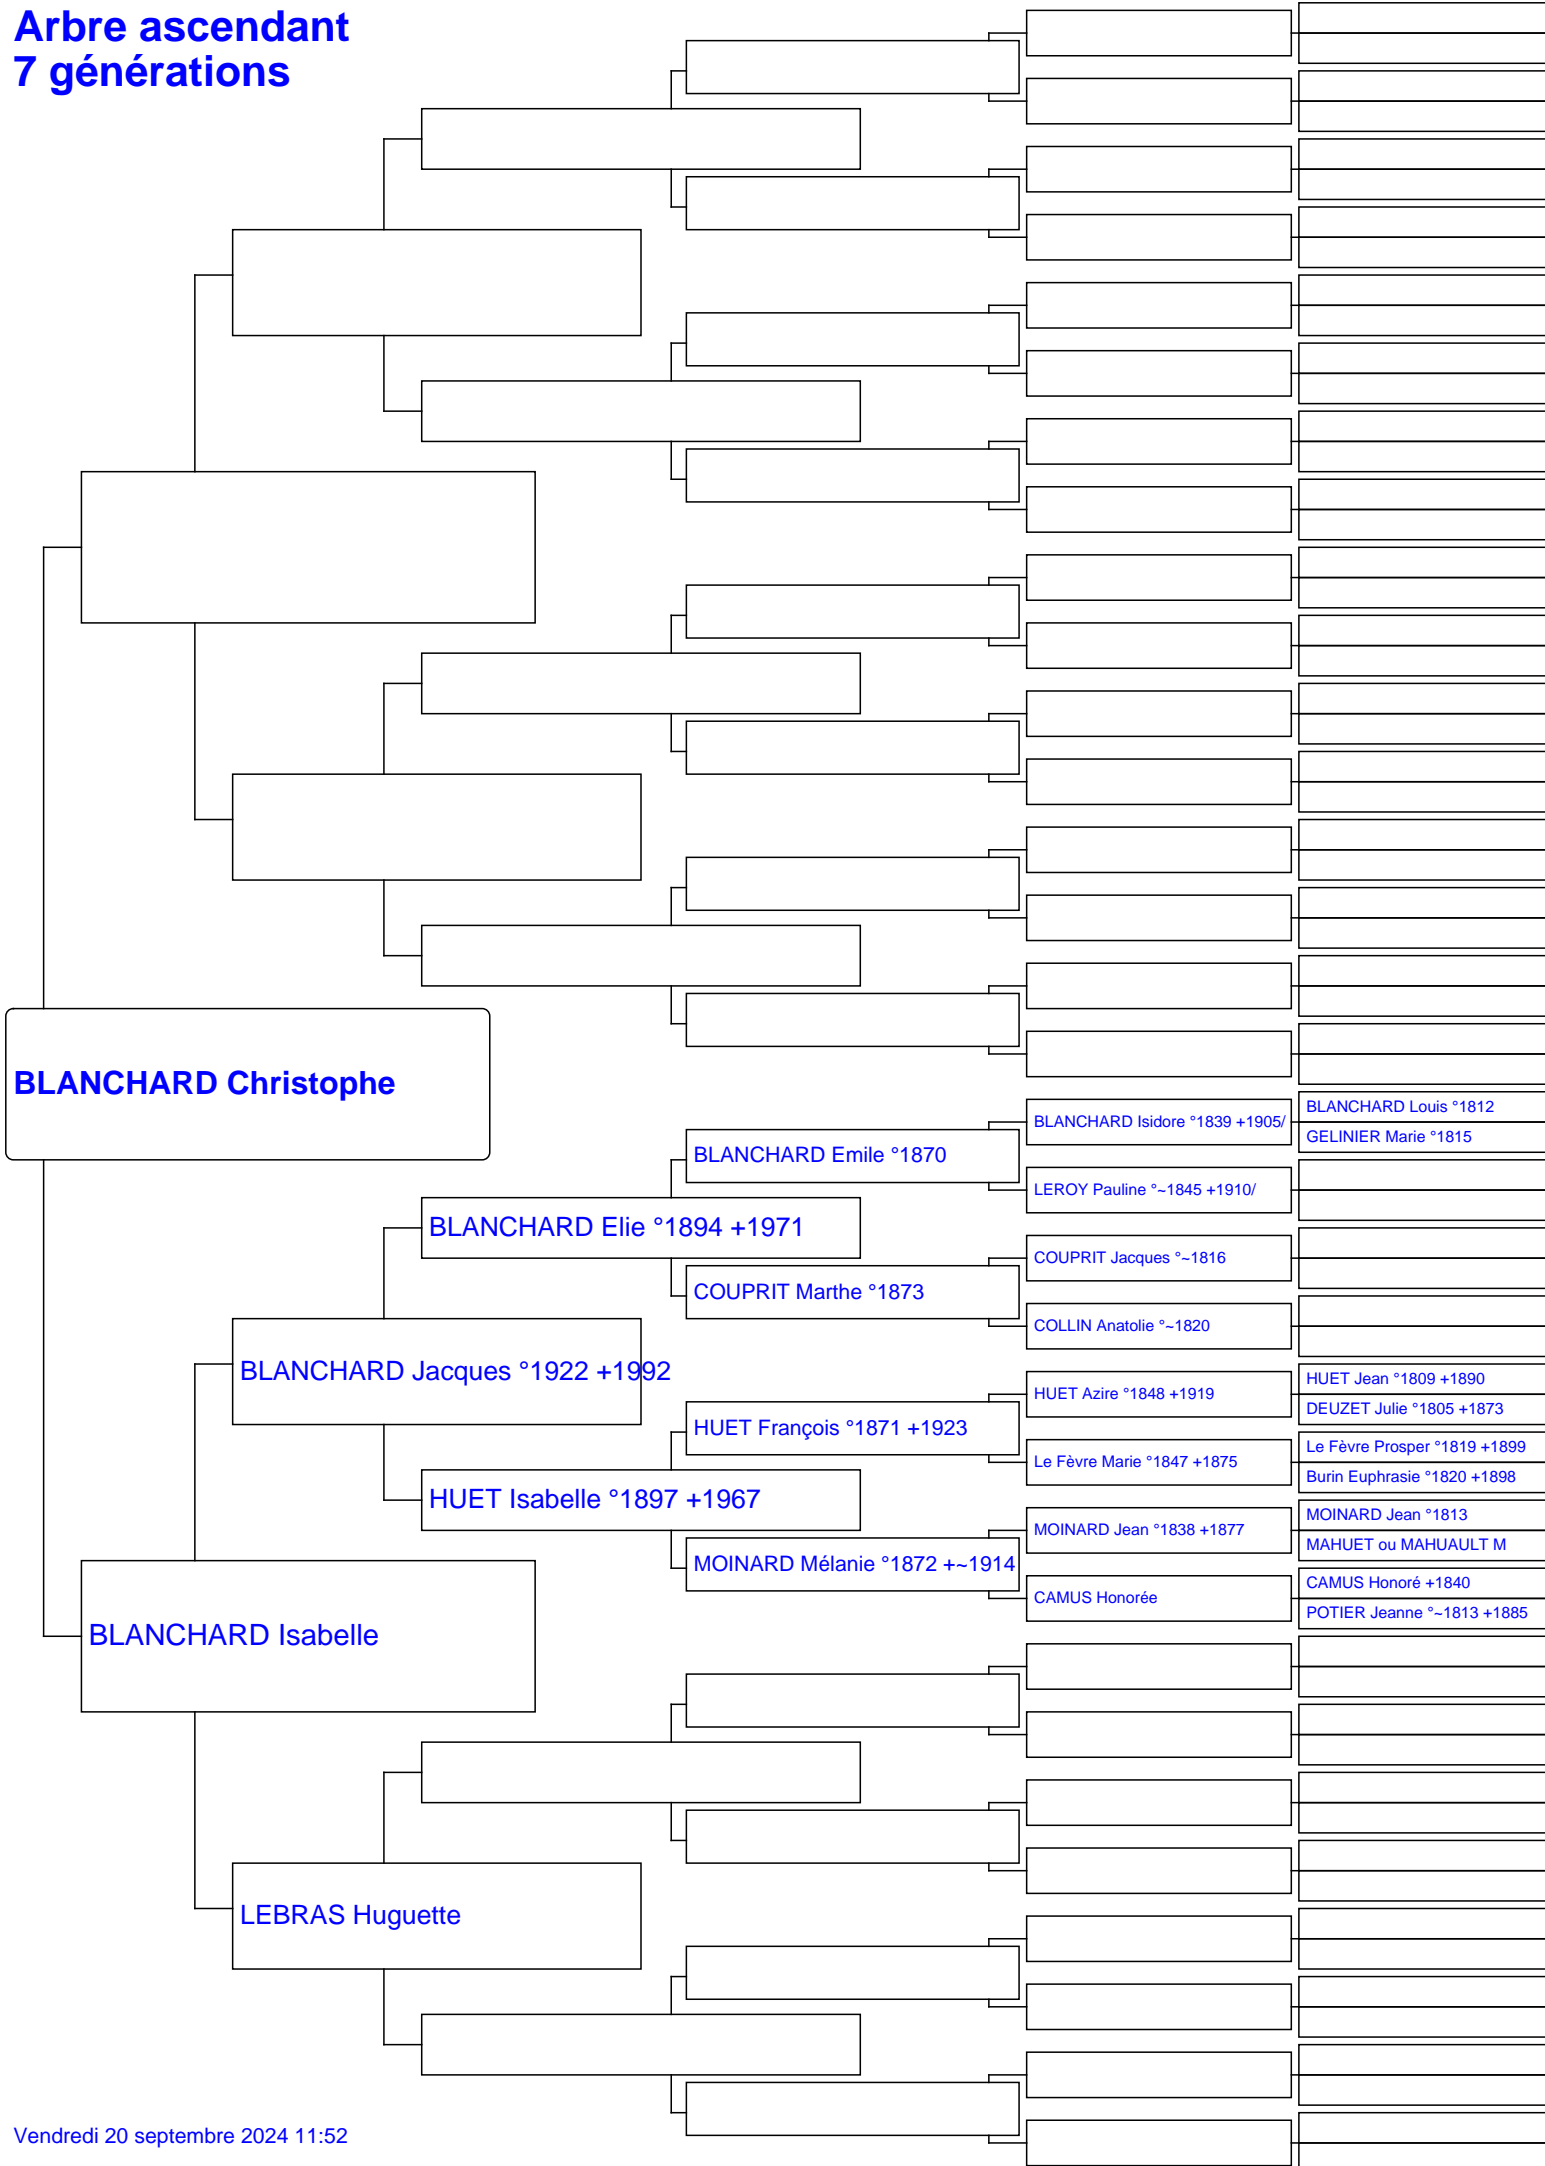 Arbre ascendant
7 générations
BLANCHARD Christophe
BLANCHARD Isidore °1839 +1905/
BLANCHARD Louis °1812
GELINIER Marie °1815
BLANCHARD Emile °1870
LEROY Pauline °~1845 +1910/
BLANCHARD Elie °1894 +1971
COUPRIT Jacques °~1816
COUPRIT Marthe °1873
COLLIN Anatolie °~1820
BLANCHARD Jacques °1922 +1992
HUET Azire °1848 +1919
HUET Jean °1809 +1890
DEUZET Julie °1805 +1873
HUET François °1871 +1923
Le Fèvre Marie °1847 +1875
Le Fèvre Prosper °1819 +1899
Burin Euphrasie °1820 +1898
HUET Isabelle °1897 +1967
MOINARD Jean °1838 +1877
MOINARD Jean °1813
MAHUET ou MAHUAULT M
MOINARD Mélanie °1872 +~1914
CAMUS Honorée
CAMUS Honoré +1840
POTIER Jeanne °~1813 +1885
BLANCHARD Isabelle
LEBRAS Huguette
Vendredi 20 septembre 2024 11:52